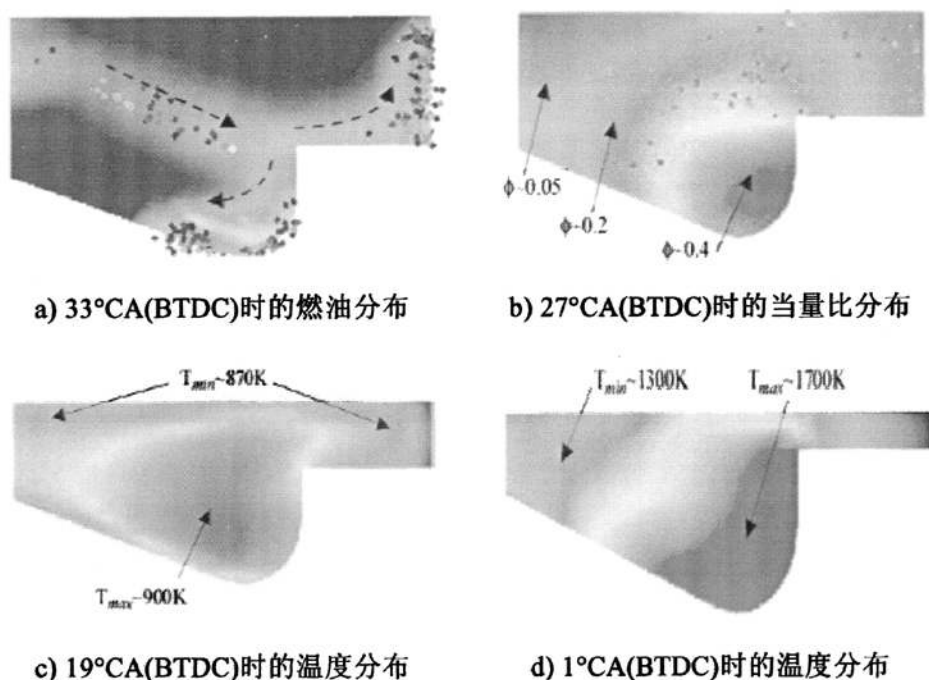 ϕ~0.05
ϕ~0.2
ϕ~0.4
a) 33°CA(BTDC)时的燃油分布
b) 27°CA(BTDC)时的当量比分布
Tmin~870K
Tmin~1300K
Tmax~1700K
Tmax~900K
c) 19°CA(BTDC)时的温度分布
d) 1°CA(BTDC)时的温度分布